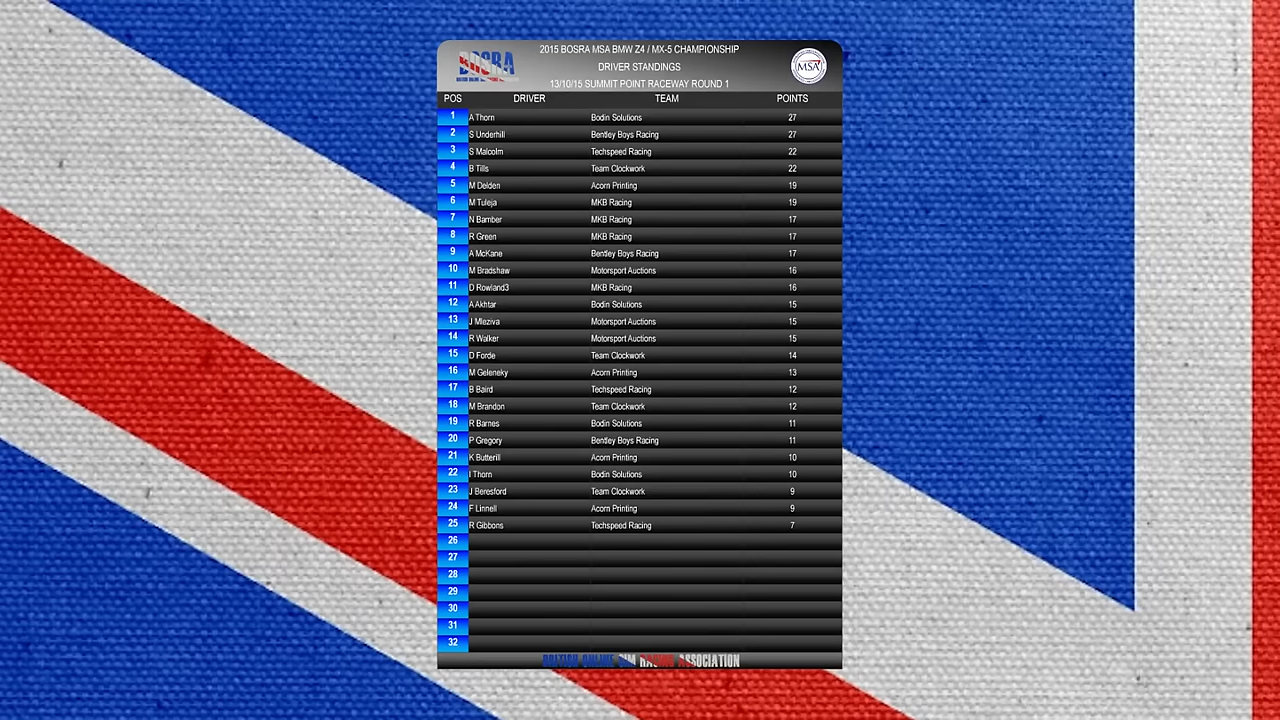 2015 BOSRA MSA BMW Z4 / MX-5 CHAMPIONSHIP
BOSRA
DRIVER STANDINGS
MSA
13/10/15 SUMMIT POINT RACEWAY ROUND 1
POS DRIVER TEAM POINTS
1 A Thorn Bodin Solutions 27
2 S Underhill Bentley Boys Racing 27
3 S Malcolm Techspeed Racing 22
4 B Tills Team Clockwork 22
5 M Delden Acorn Printing 19
6 M Tuleja MKB Racing 19
7 N Bamber MKB Racing 17
8 R Green MKB Racing 17
9 A McKane Bentley Boys Racing 17
10 M Bradshaw Motorsport Auctions 16
11 D Rowland3 MKB Racing 16
12 A Akhtar Bodin Solutions 15
13 J Mleziva Motorsport Auctions 15
14 R Walker Motorsport Auctions 15
15 D Forde Team Clockwork 14
16 M Geleneky Acorn Printing 13
17 B Baird Techspeed Racing 12
18 M Brandon Team Clockwork 12
19 R Barnes Bodin Solutions 11
20 P Gregory Bentley Boys Racing 11
21 K Butterill Acorn Printing 10
22 I Thorn Bodin Solutions 10
23 J Beresford Team Clockwork 9
24 F Linnell Acorn Printing 9
25 R Gibbons Techspeed Racing 7
26
27
28
29
30
31
32
BRITISH ONLINE SIM RACING ASSOCIATION